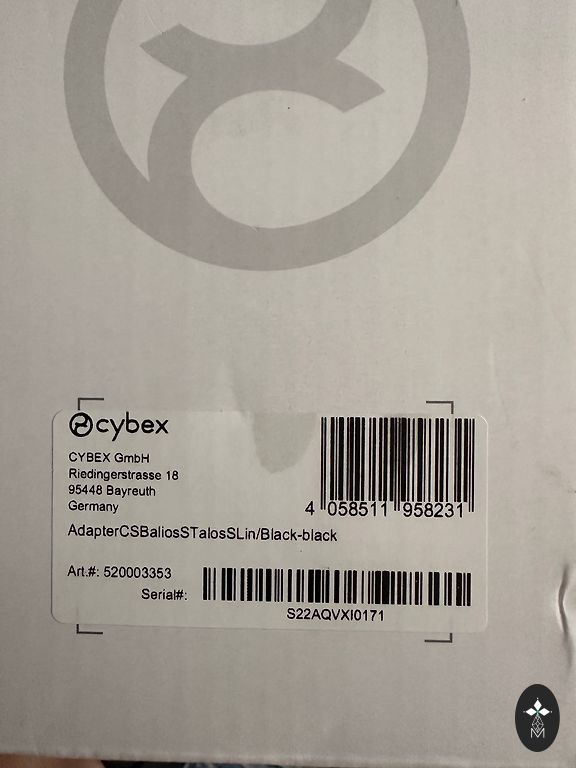 cybex
CYBEX GmbH
Riedingerstrasse 18
95448 Bayreuth
Germany
4 058511 958231
AdapterCSBaliosSTalosSLin/Black-black
Art.#: 520003353
Serial#:
S22AQVXI0171
M